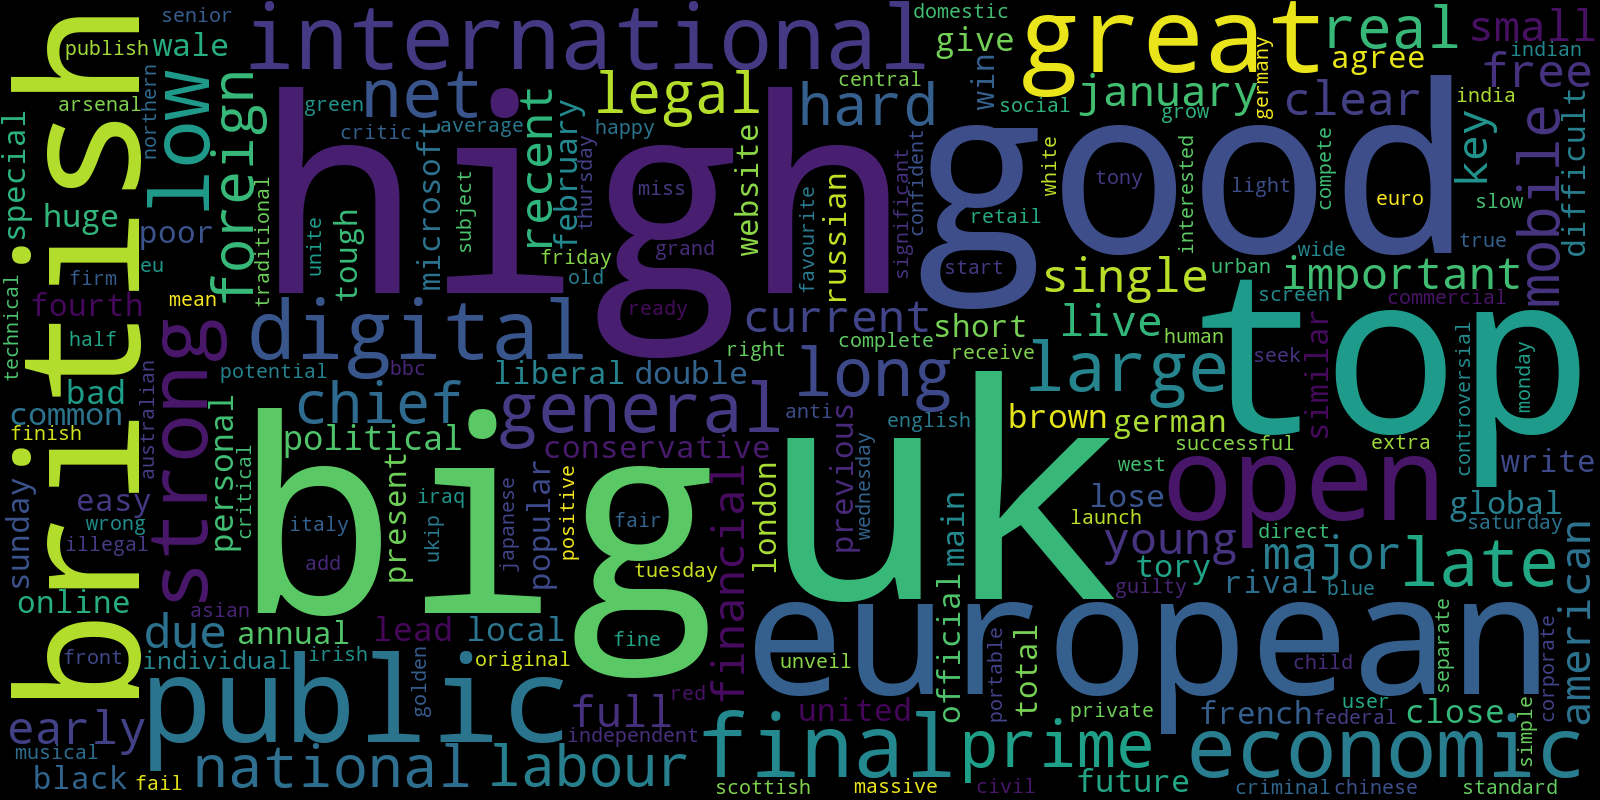 senior
international
domestic
great
real
small
publish
wale
give
indian
british
low
foreign
net
legal
central
win
agree
free
arsenal
northern
green
critic
average
happy
hard
social
january
grow
germany
clear
india
special
high
microsoft
recent
february
thursday
website
good
white
compete
key
mobile
difficult
huge
poor
traditional
unite
tough
subject
miss
favourite
russian
significant
confident
tony
retail
interested
light
euro
slow
eu
friday
grand
old
start
wide
true
technical
firm
fourth
mean
ready
single
urban
important
screen
commercial
half
strong
digital
current
short
live
top
human
right
complete
receive
seek
similar
controversial
monday
bad
australian
potential
bbc
liberal
double
long
large
common
personal
chief
general
anti
english
brown
german
finish
political
conservative
previous
wednesday
successful
extra
sunday
easy
critical
big
present
iraq
ukip
japanese
popular
positive
financial
london
uk
main
west
open
write
wrong
italy
fair
lose
launch
global
illegal
direct
saturday
add
tuesday
young
major
late
american
online
asian
official
tory
guilty
rival
blue
due
annual
lead
local
fine
european
total
separate
corporate
front
individual
irish
original
unveil
portable
child
public
golden
red
user
early
full
united
private
french
federal
close
simple
musical
independent
final
prime
economic
black
fail
national
labour
scottish
massive
civil
future
criminal
chinese
standard